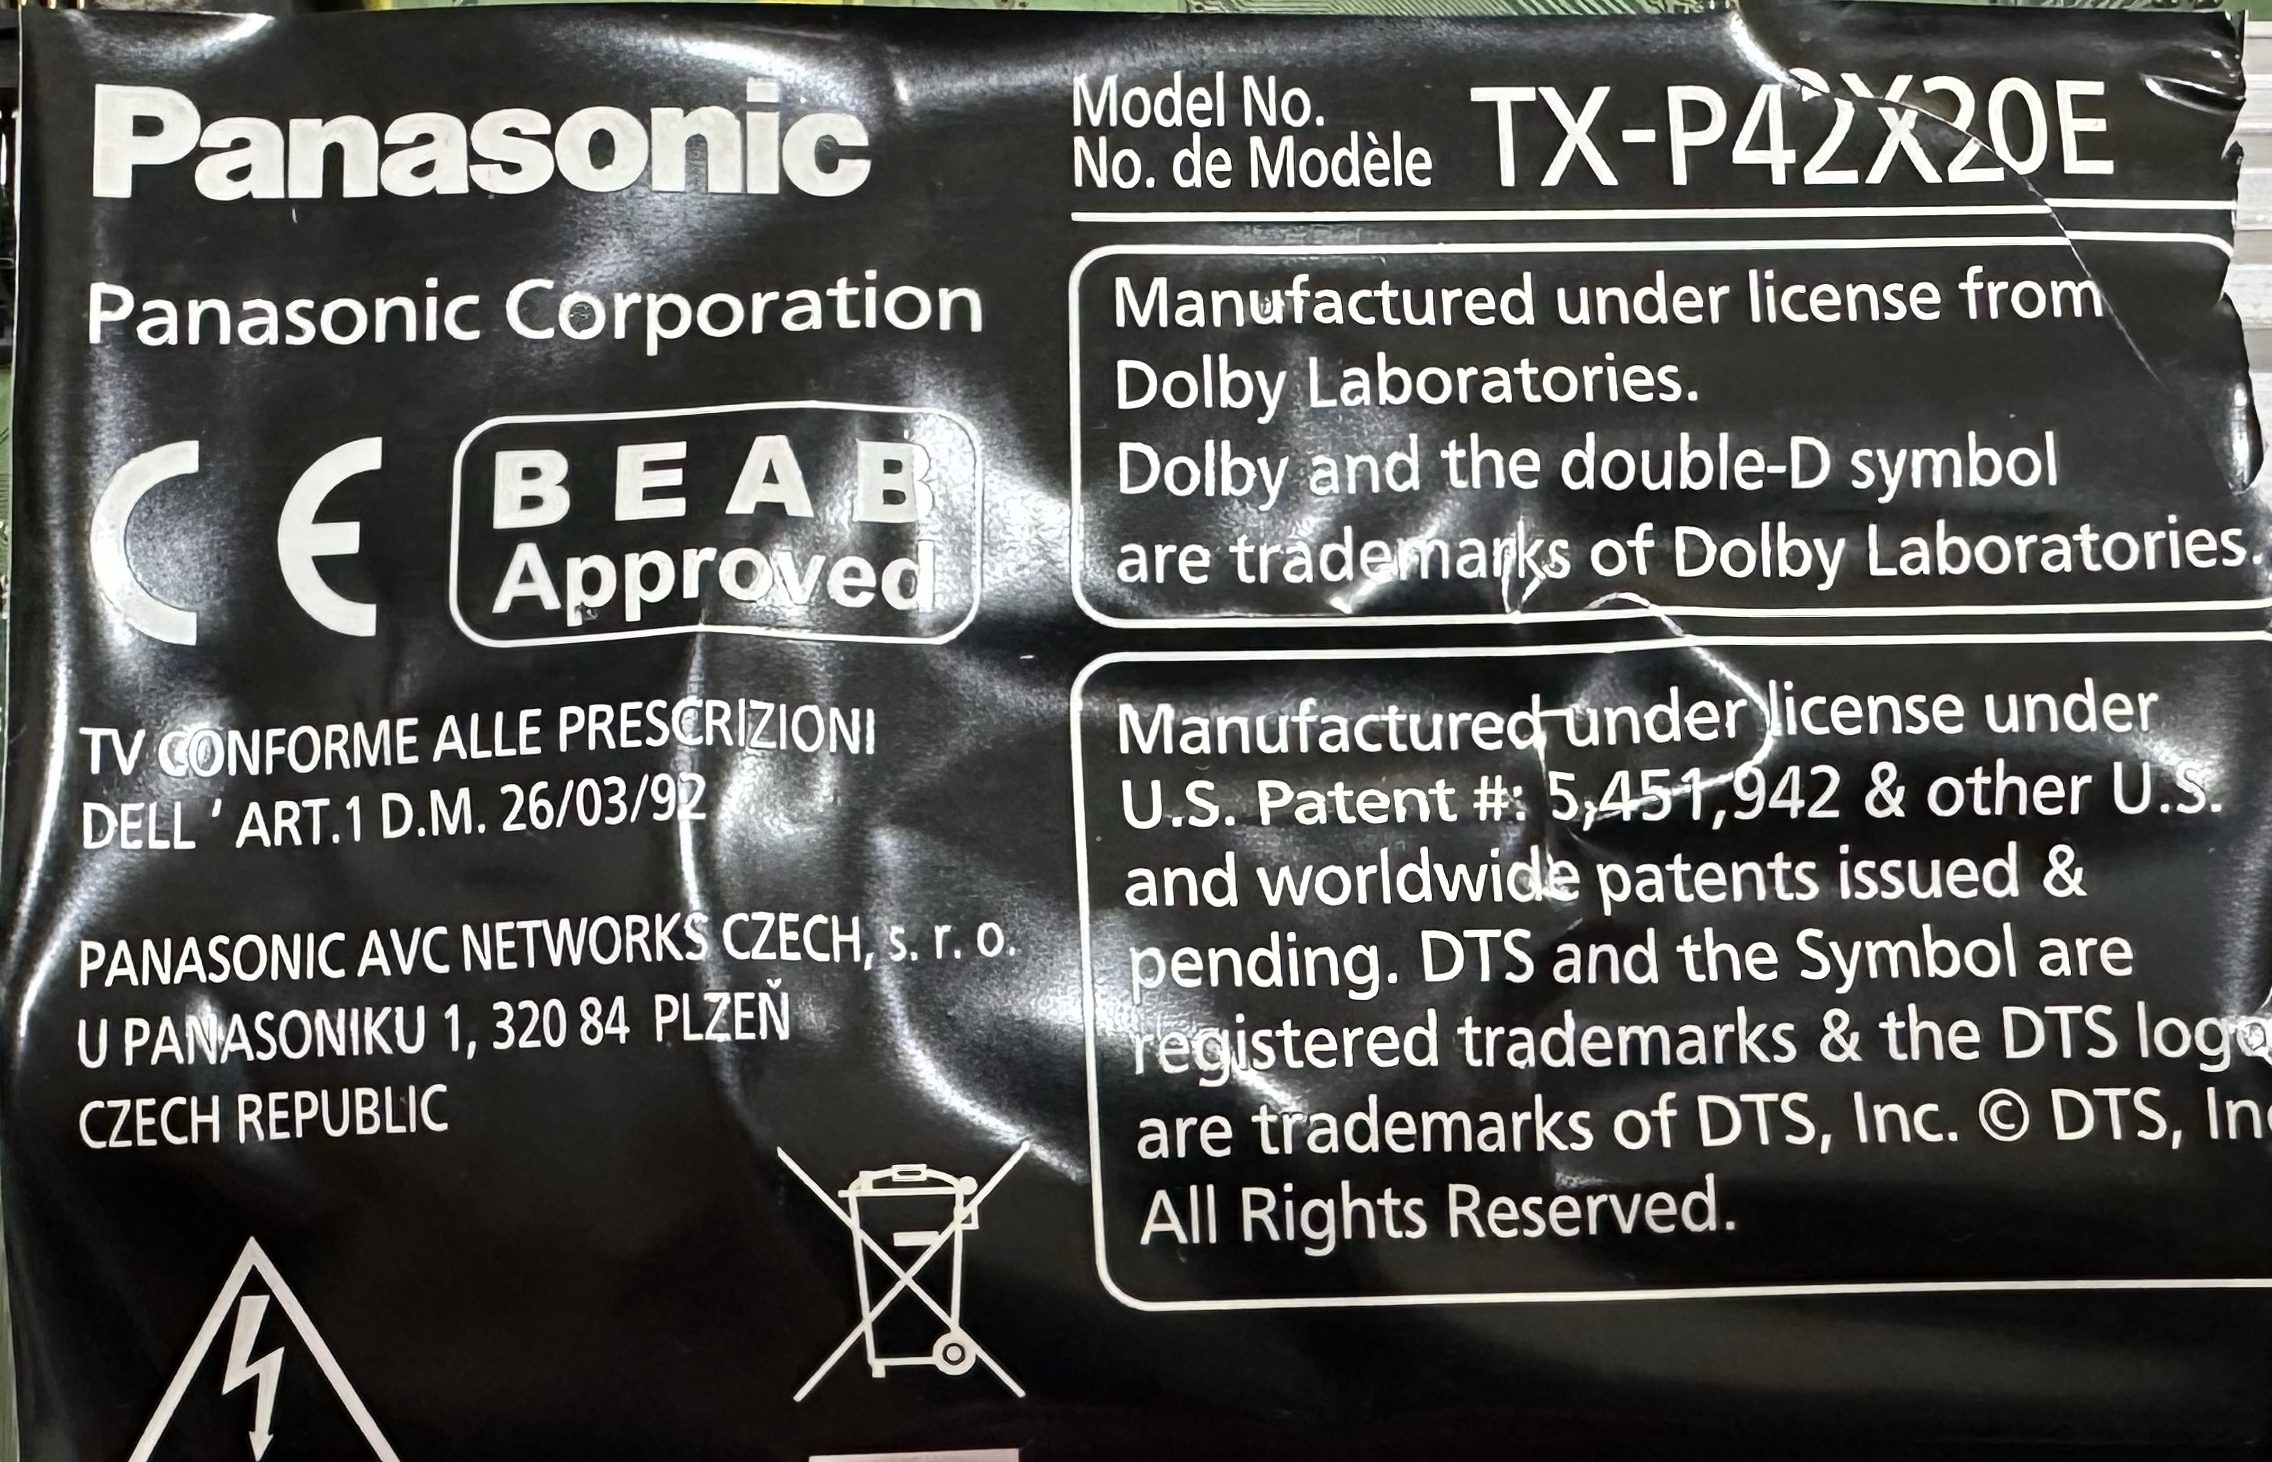 Panasonic
Model No.
No. de Modèle
TX-P42X20E
Panasonic Corporation
CE
BEAB
Approved
TV CONFORME ALLE PRESCRIZIONI
DELL ' ART.1 D.M. 26/03/92
PANASONIC AVC NETWORKS CZECH, s. r. o.
U PANASONIKU 1, 320 84 PLZEŇ
CZECH REPUBLIC
Manufactured under license from
Dolby Laboratories.
Dolby and the double-D symbol
are trademarks of Dolby Laboratories.
Manufactured under license under
U.S. Patent #: 5,451,942 & other U.S.
and worldwide patents issued &
pending. DTS and the Symbol are
registered trademarks & the DTS logo
are trademarks of DTS, Inc. © DTS,
All Rights Reserved.